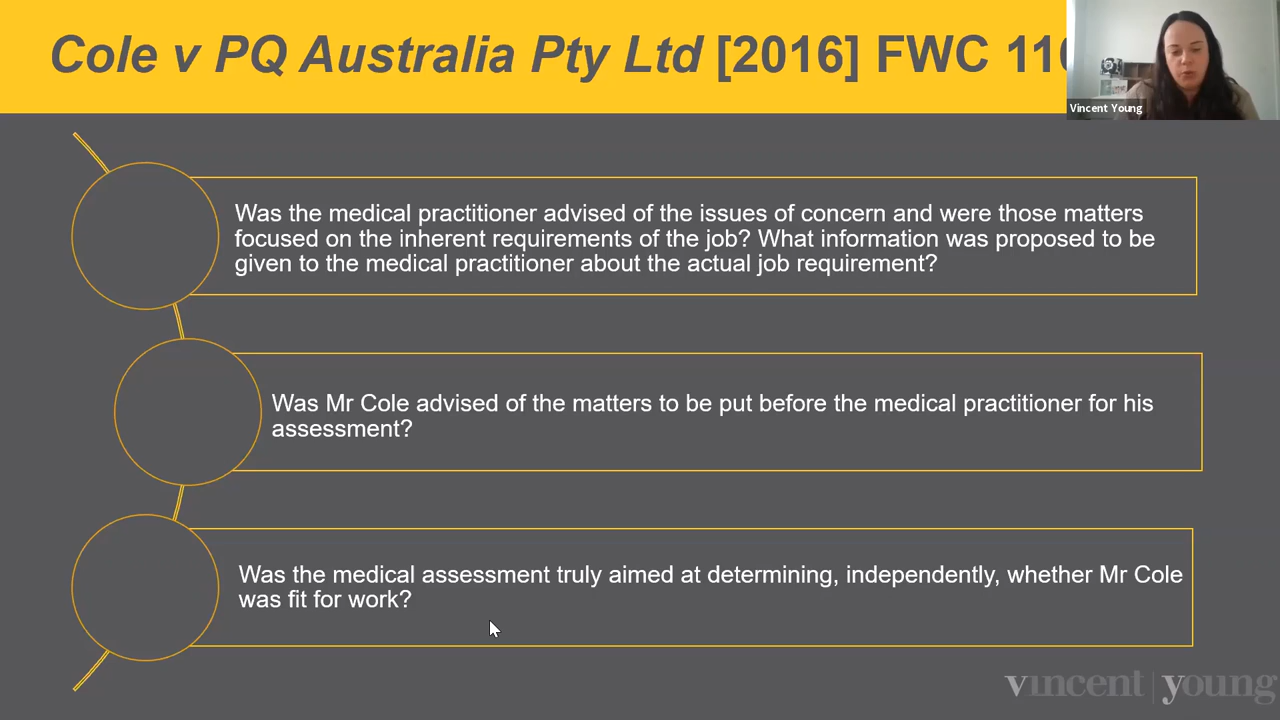 Cole v PQ Australia Pty Ltd [2016] FWC
Vincent Young
Was the medical practitioner advised of the issues of concern and were those matters
focused on the inherent requirements of the job? What information was proposed to be
given to the medical practitioner about the actual job requirement?
Was Mr Cole advised of the matters to be put before the medical practitioner for his
assessment?
Was the medical assessment truly aimed at determining, independently, whether Mr Cole
was fit for work?
vincent young